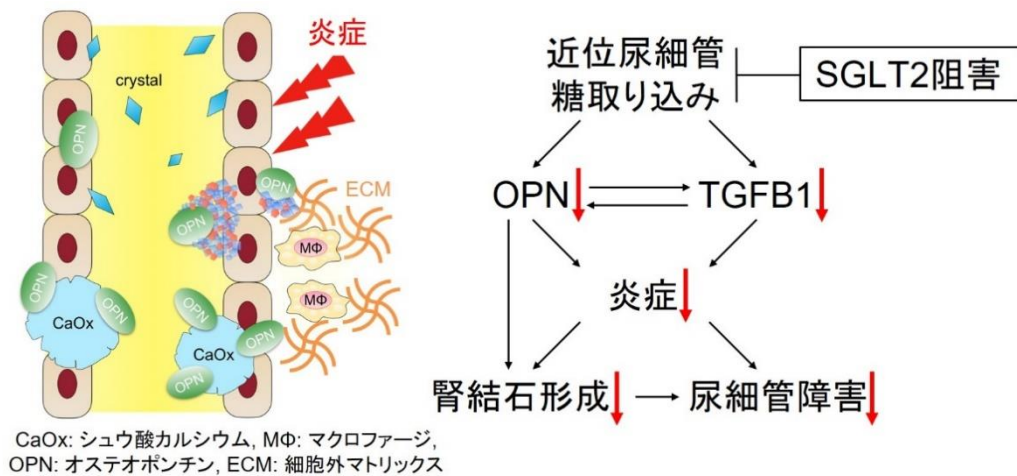 炎症
crystal
OPN
OPN
ECM
OPN
MΦ
OPN
MΦ
OPN
CaOx
OPN
OPN
CaOx
OPN
CaOx: シュウ酸カルシウム, MΦ: マクロファージ,
OPN: オステオポンチン, ECM: 細胞外マトリックス
近位尿細管
糖取り込み
SGLT2阻害
OPN
TGFB1
炎症
腎結石形成
尿細管障害